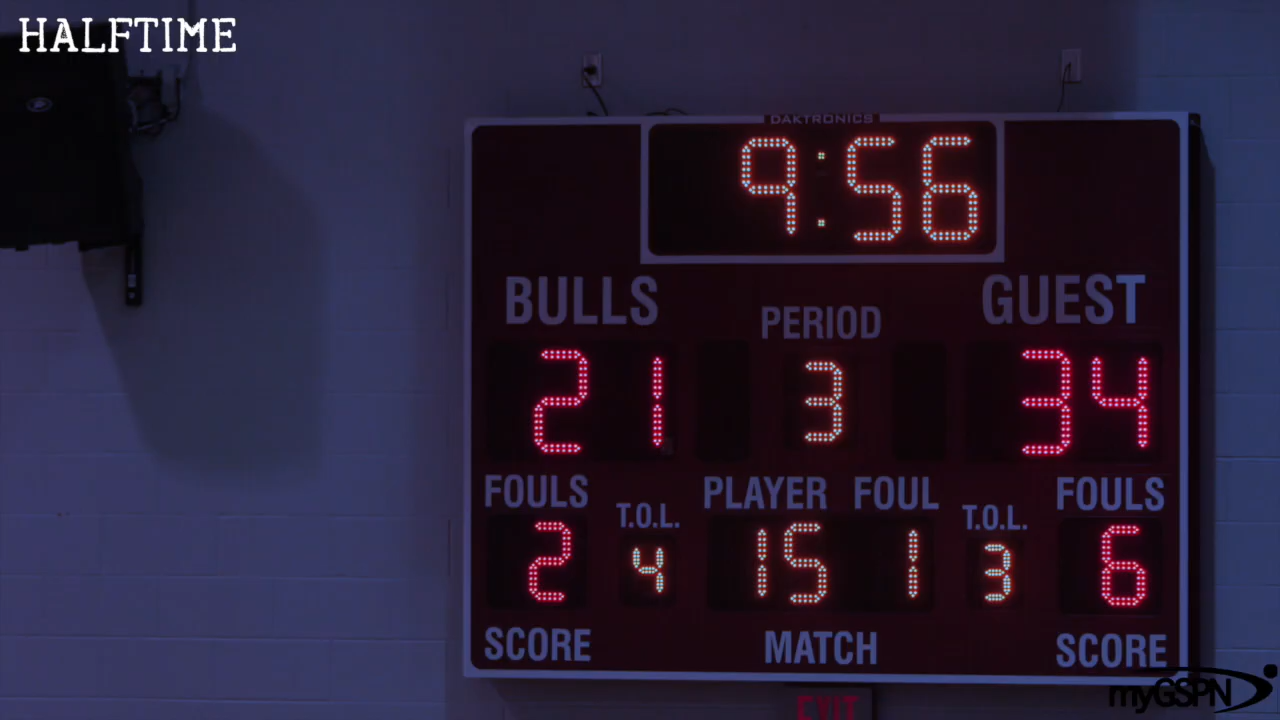 HALFTIME
DAKTRONICS
9:56
BULLS
GUEST
PERIOD
21
3
34
FOULS
T.O.L.
PLAYER FOUL
T.O.L.
FOULS
2
4
15 1
3
6
SCORE
MATCH
SCORE
myGSPN
EXIT